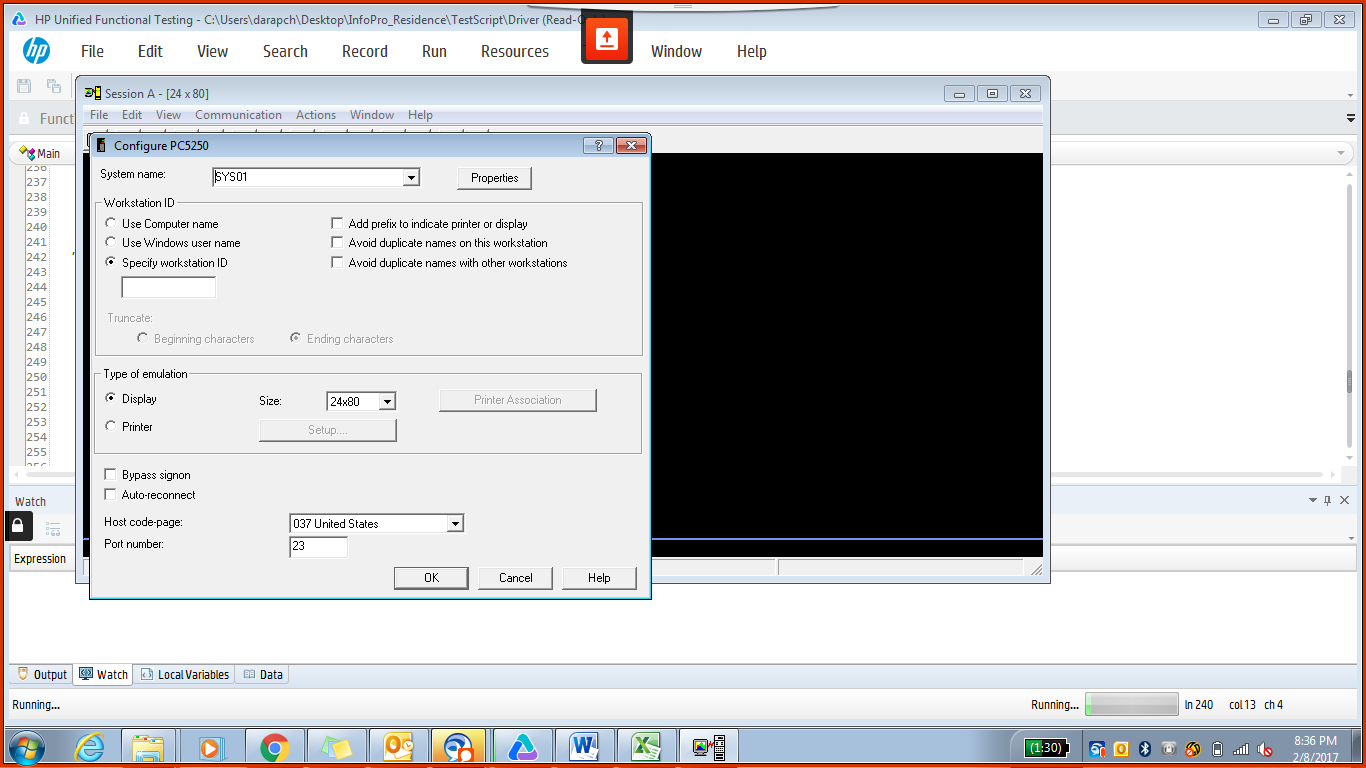 HP Unified Functional Testing - C:\Users\darapch\Desktop\InfoPro_Residence\TestScript\Driver (Read-O
hp File Edit View Search Record Run Resources Window Help
Session A - [24 x 80]
File Edit View Communication Actions Window Help
Funct
Configure PC5250
Main
System name: SYS01 Properties
Workstation ID
Use Computer name Add prefix to indicate printer or display
Use Windows user name Avoid duplicate names on this workstation
Specify workstation ID Avoid duplicate names with other workstations
Truncate:
Beginning characters Ending characters
Type of emulation
Display Size: 24x80 Printer Association
Printer Setup....
Bypass signon
Auto-reconnect
Host code-page: 037 United States
Port number: 23
OK Cancel Help
236
237
238
239
240
241
242
243
244
245
246
247
248
249
250
251
252
253
254
255
256
Watch
Expression
Output Watch Local Variables Data
Running... Running... ln 240 col 13 ch 4
(1:30) 8:36 PM
2/8/2017